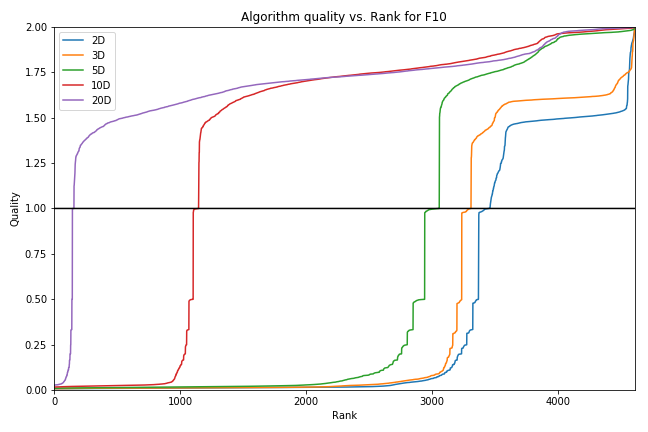 Algorithm quality vs. Rank for F10
2.00
1.75
1.50
1.25
1.00
0.75
0.50
0.25
0.00
Quality
2D
3D
5D
10D
20D
0 1000 2000 3000 4000
Rank